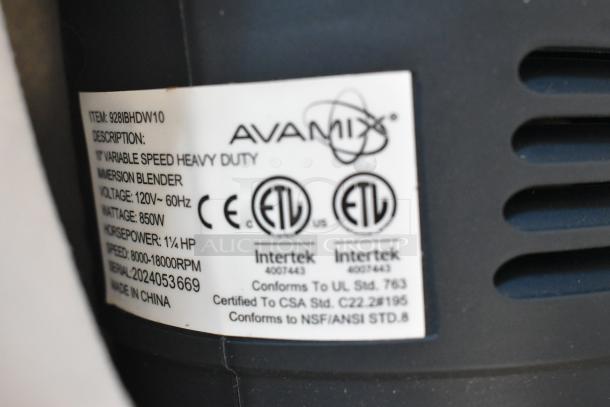 ITEM: 928IBHDW10
AVAMIX®
DESCRIPTION:
10" VARIABLE SPEED HEAVY DUTY
IMMERSION BLENDER
VOLTAGE: 120V~ 60Hz
WATTAGE: 850W
HORSEPOWER: 1¼ HP
SPEED: 8000-18000RPM
SERIAL: 2024053669
MADE IN CHINA
CE
C ETL US
Intertek
4007443
ETL
Intertek
4007443
Conforms To UL Std. 763
Certified To CSA Std. C22.2#195
Conforms to NSF/ANSI STD.8
AUCTION GROUP